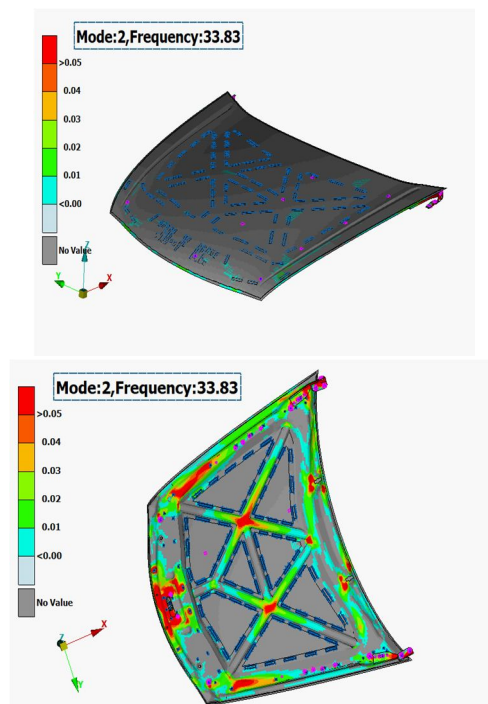 Mode:2,Frequency:33.83
>0.05
0.04
0.03
0.02
0.01
<0.00
No Value
Z
Y
X
Mode:2,Frequency:33.83
>0.05
0.04
0.03
0.02
0.01
<0.00
No Value
Z
X
Y